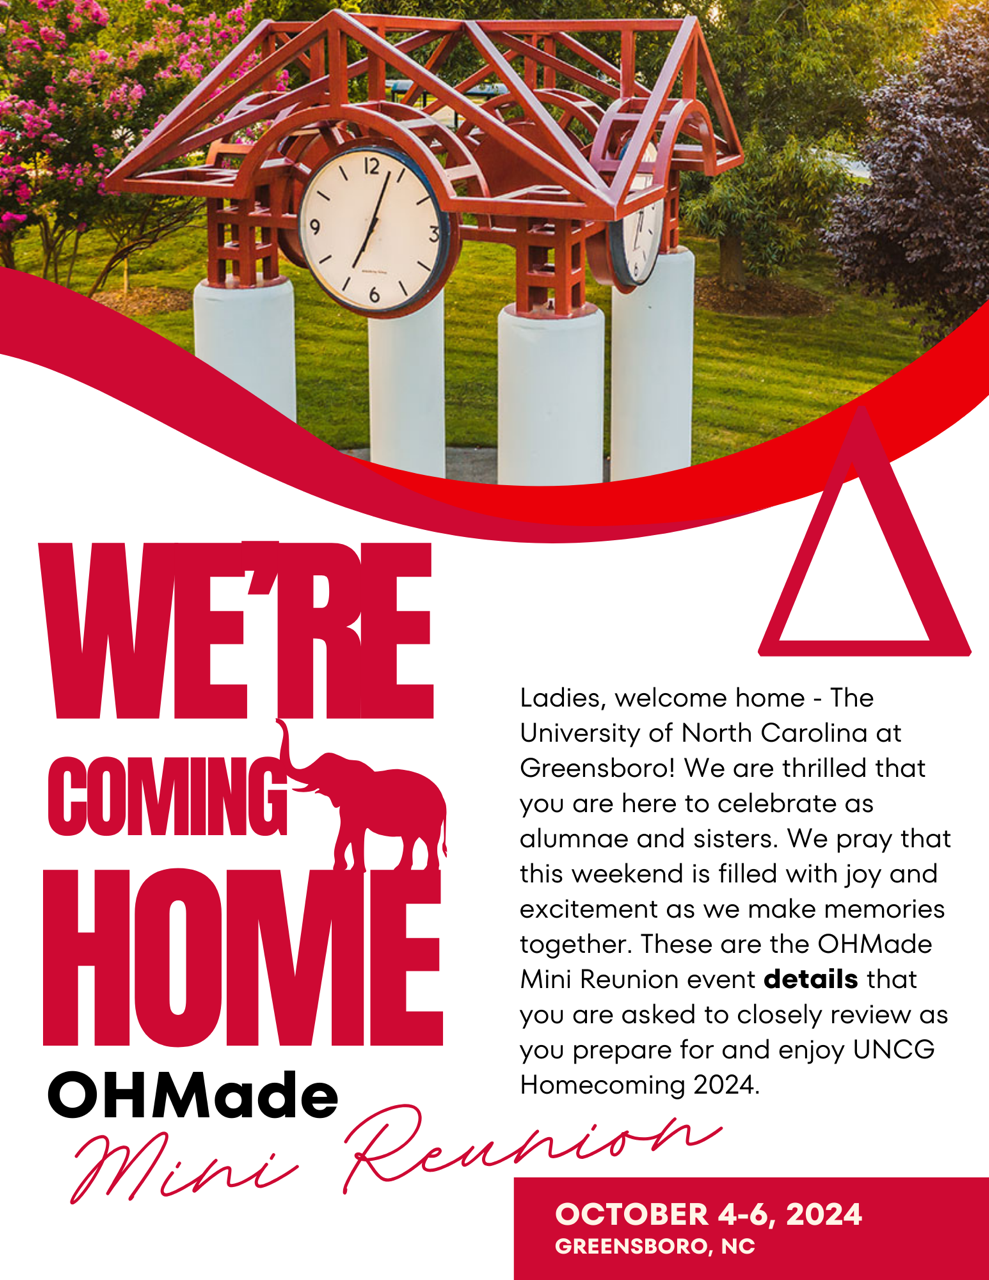 12
9
3
6
WE'RE
COMING
HOME
OHMade
Mini Reunion
Ladies, welcome home - The
University of North Carolina at
Greensboro! We are thrilled that
you are here to celebrate as
alumnae and sisters. We pray that
this weekend is filled with joy and
excitement as we make memories
together. These are the OHMade
Mini Reunion event details that
you are asked to closely review as
you prepare for and enjoy UNCG
Homecoming 2024.
OCTOBER 4-6, 2024
GREENSBORO, NC